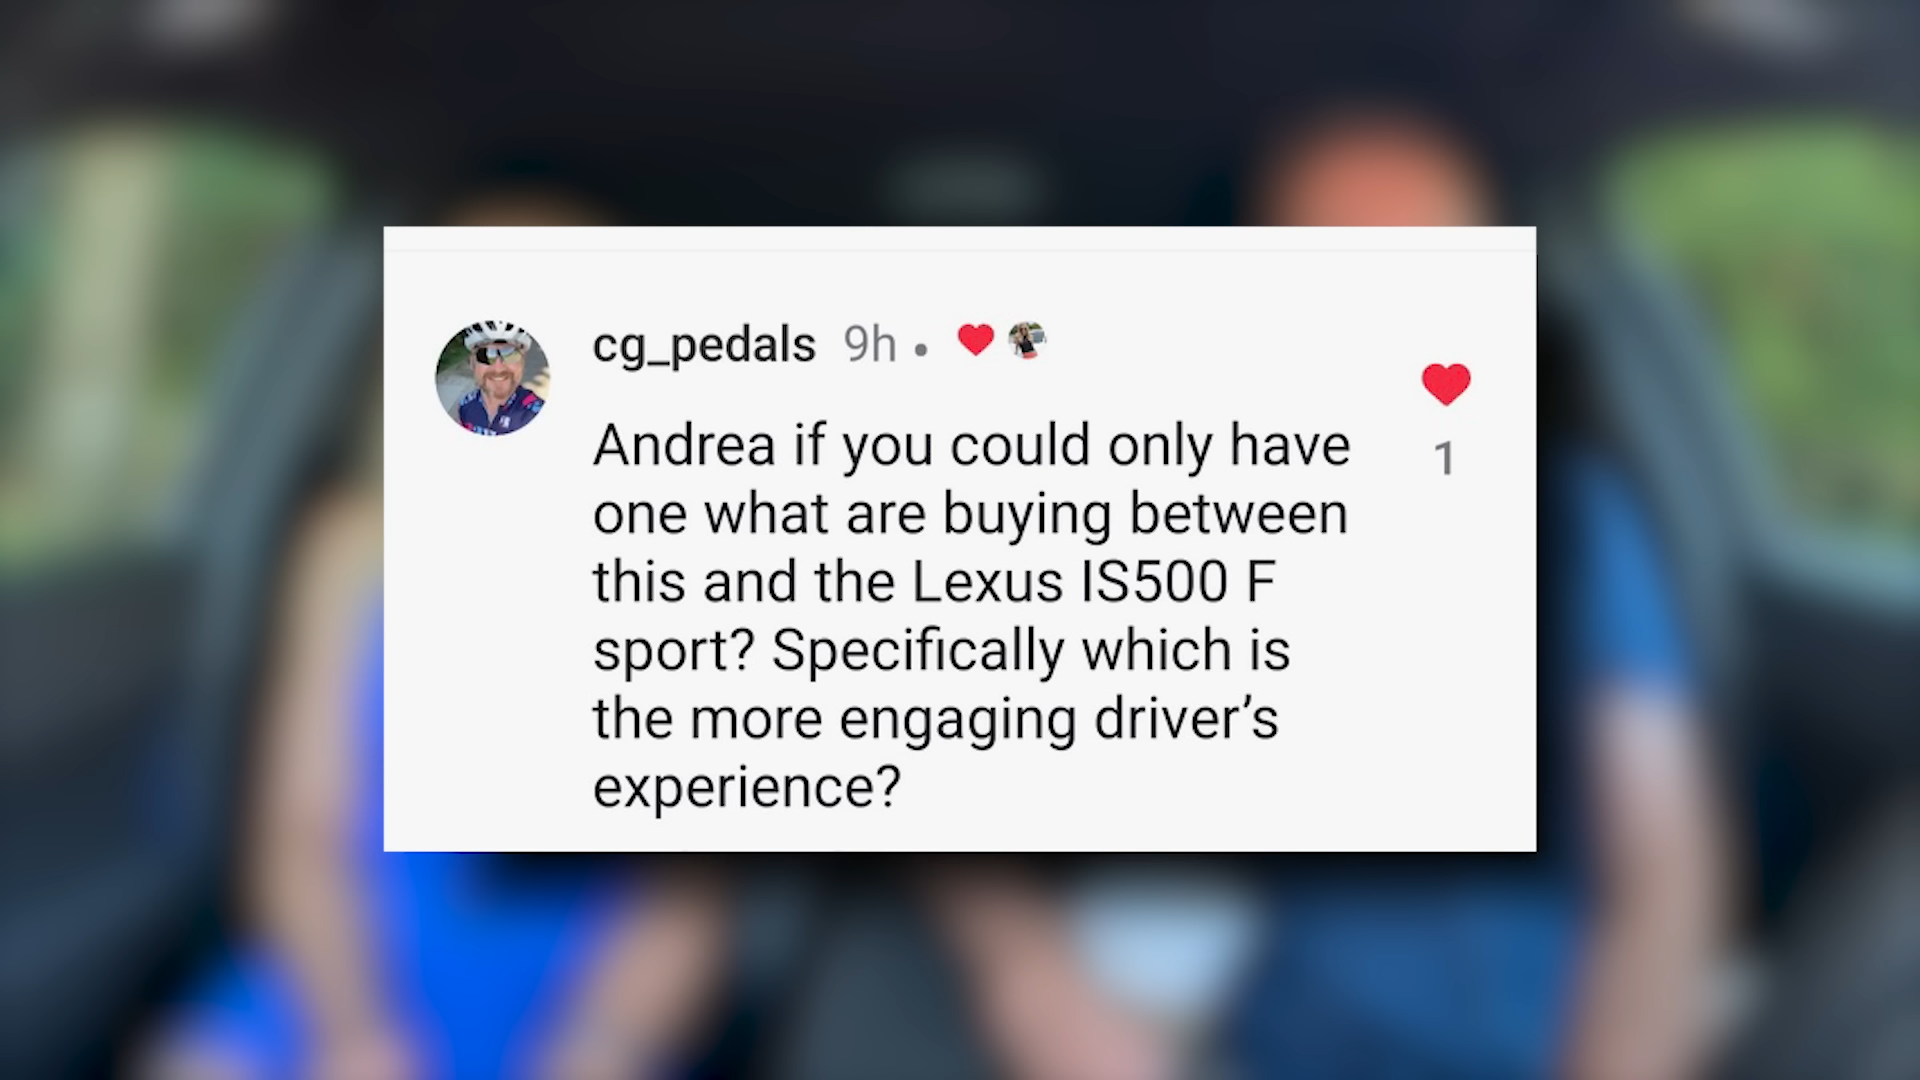 cg_pedals 9h •
1
Andrea if you could only have
one what are buying between
this and the Lexus IS500 F
sport? Specifically which is
the more engaging driver’s
experience?